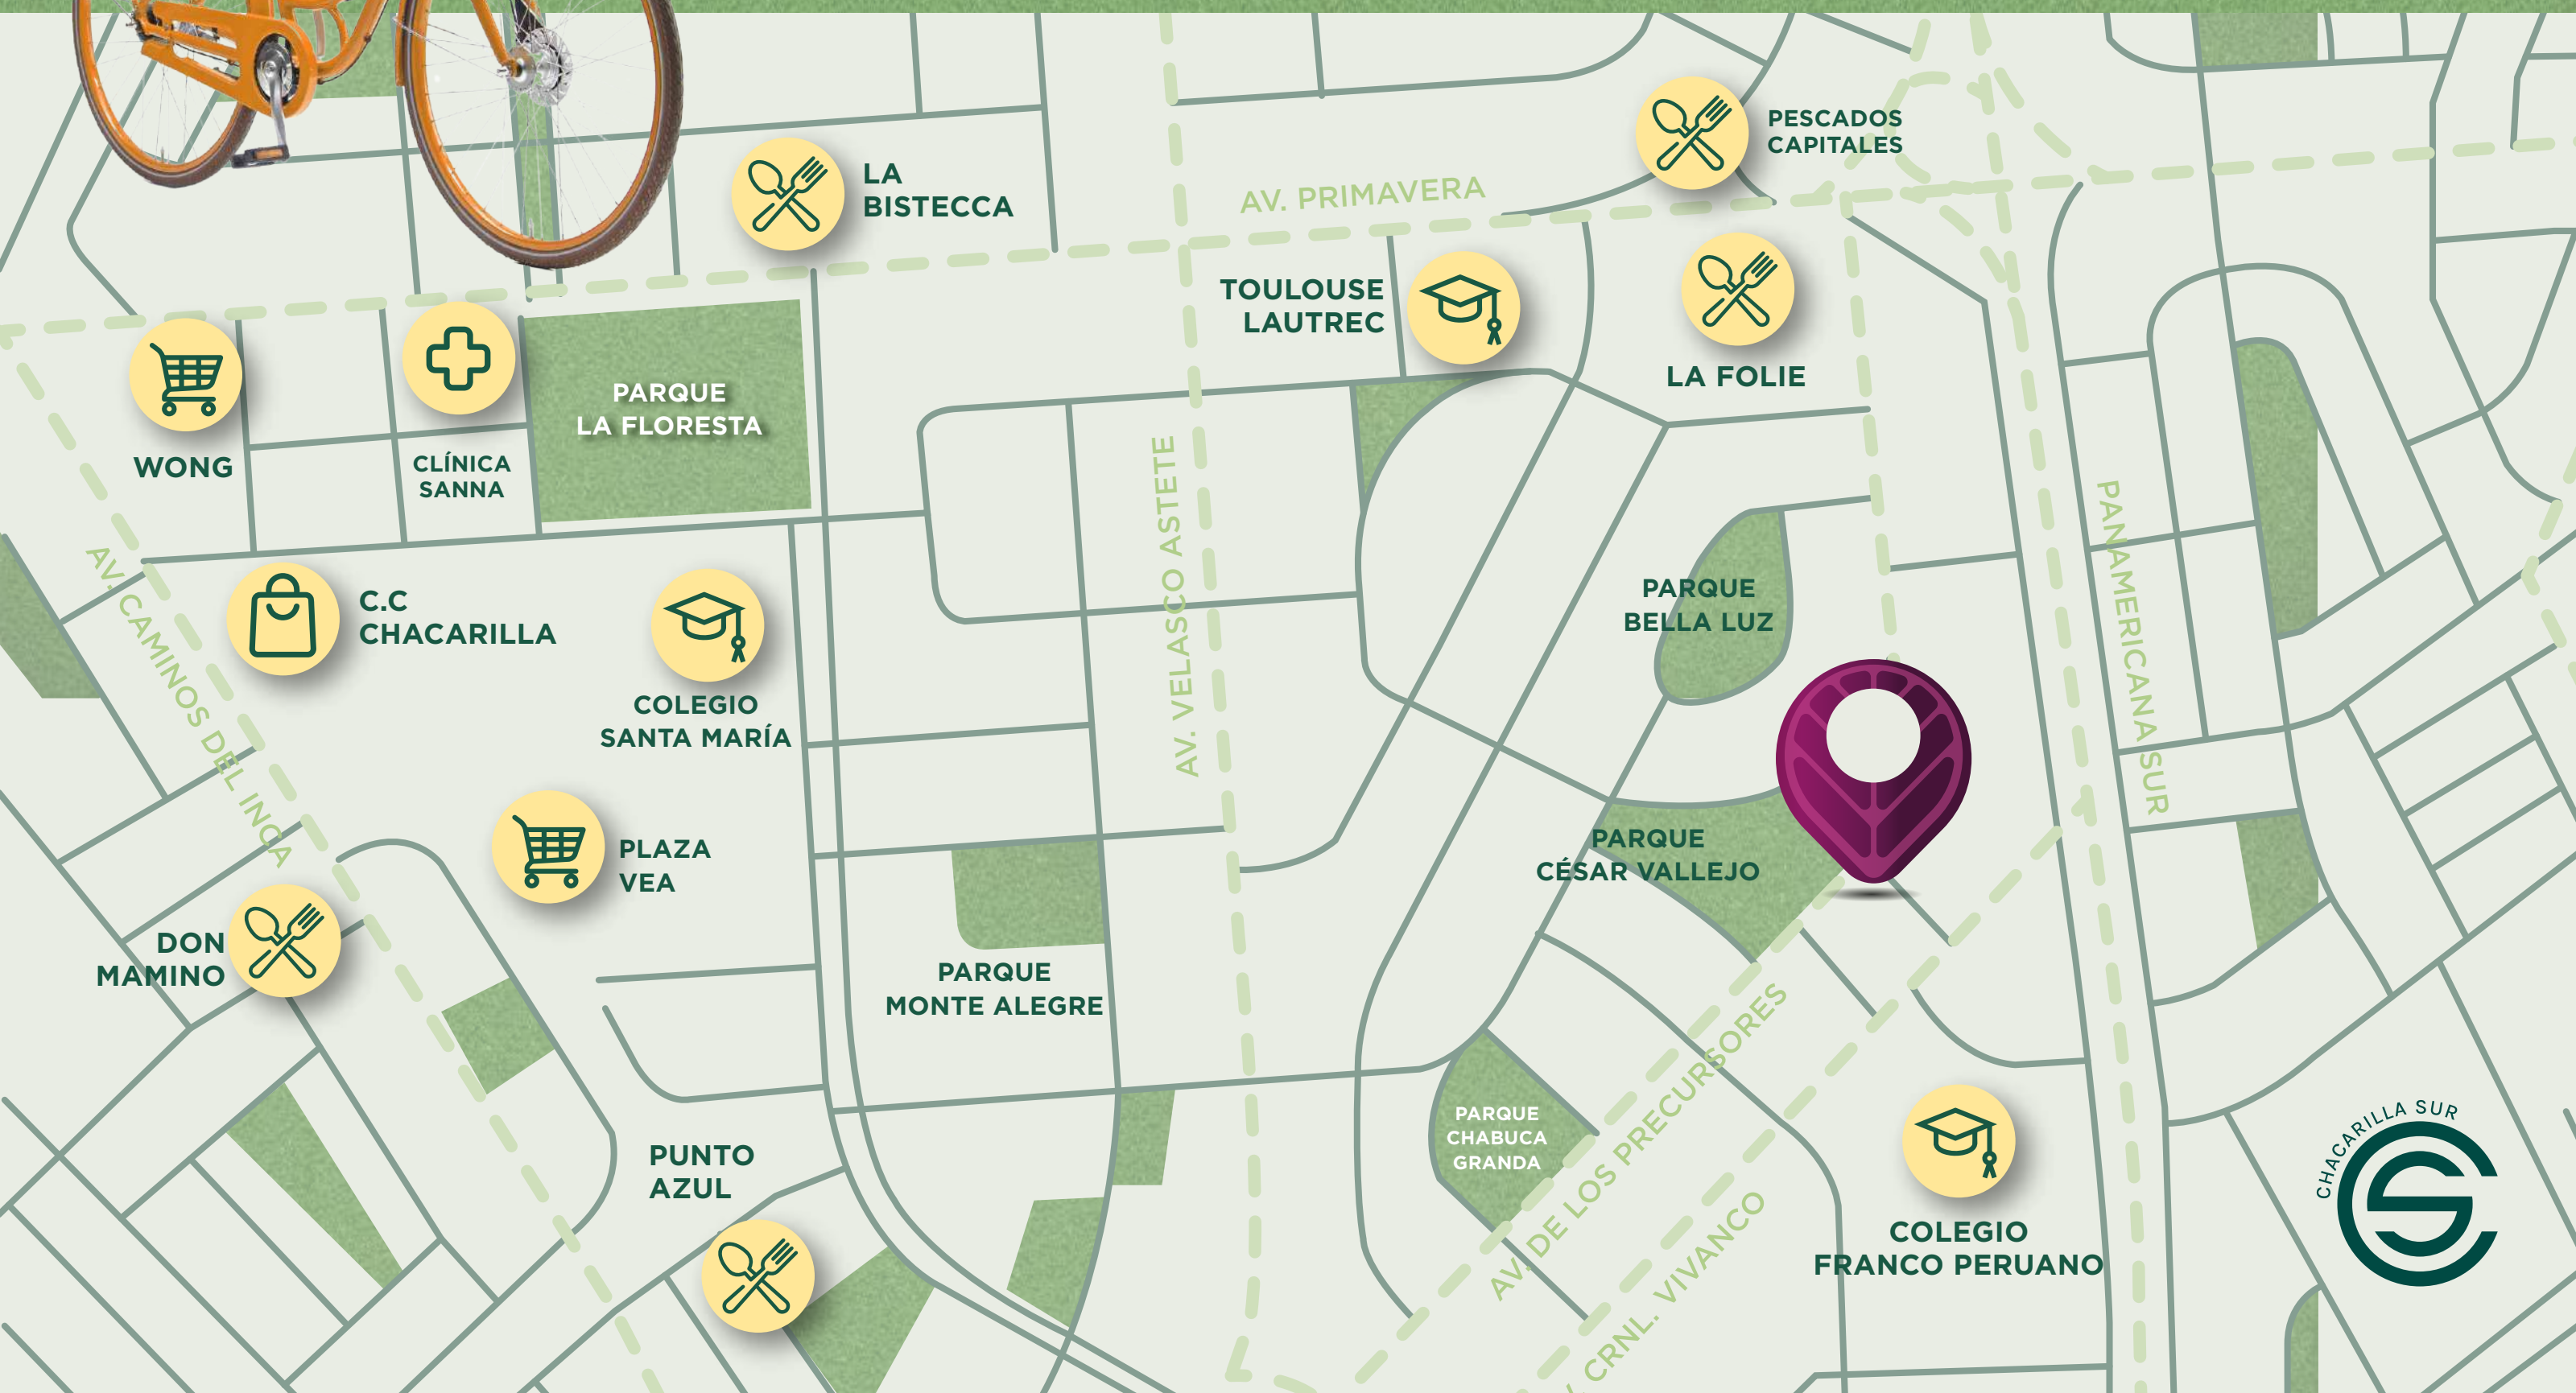 PESCADOS
CAPITALES
LA
BISTECCA
AV. PRIMAVERA
TOULOUSE
LAUTREC
LA FOLIE
WONG
CLÍNICA
SANNA
PARQUE
LA FLORESTA
AV. VELASCO ASTETE
PANAMERICANA SUR
AV. CAMINOS DEL INCA
C.C
CHACARILLA
COLEGIO
SANTA MARÍA
PARQUE
BELLA LUZ
PLAZA
VEA
PARQUE
CÉSAR VALLEJO
DON
MAMINO
PARQUE
MONTE ALEGRE
AV. DE LOS PRECURSORES
PARQUE
CHABUCA
GRANDA
PUNTO
AZUL
CRNL. VIVANCO
COLEGIO
FRANCO PERUANO
CHACARILLA SUR